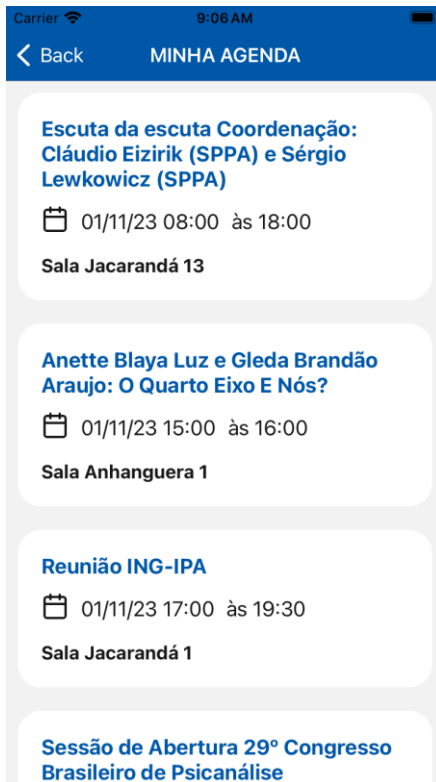 Carrier 9:06 AM
Back MINHA AGENDA
Escuta da escuta Coordenação:
Cláudio Eizirik (SPPA) e Sérgio
Lewkowicz (SPPA)
01/11/23 08:00 às 18:00
Sala Jacarandá 13
Anette Blaya Luz e Gleda Brandão
Araujo: O Quarto Eixo E Nós?
01/11/23 15:00 às 16:00
Sala Anhanguera 1
Reunião ING-IPA
01/11/23 17:00 às 19:30
Sala Jacarandá 1
Sessão de Abertura 29º Congresso
Brasileiro de Psicanálise